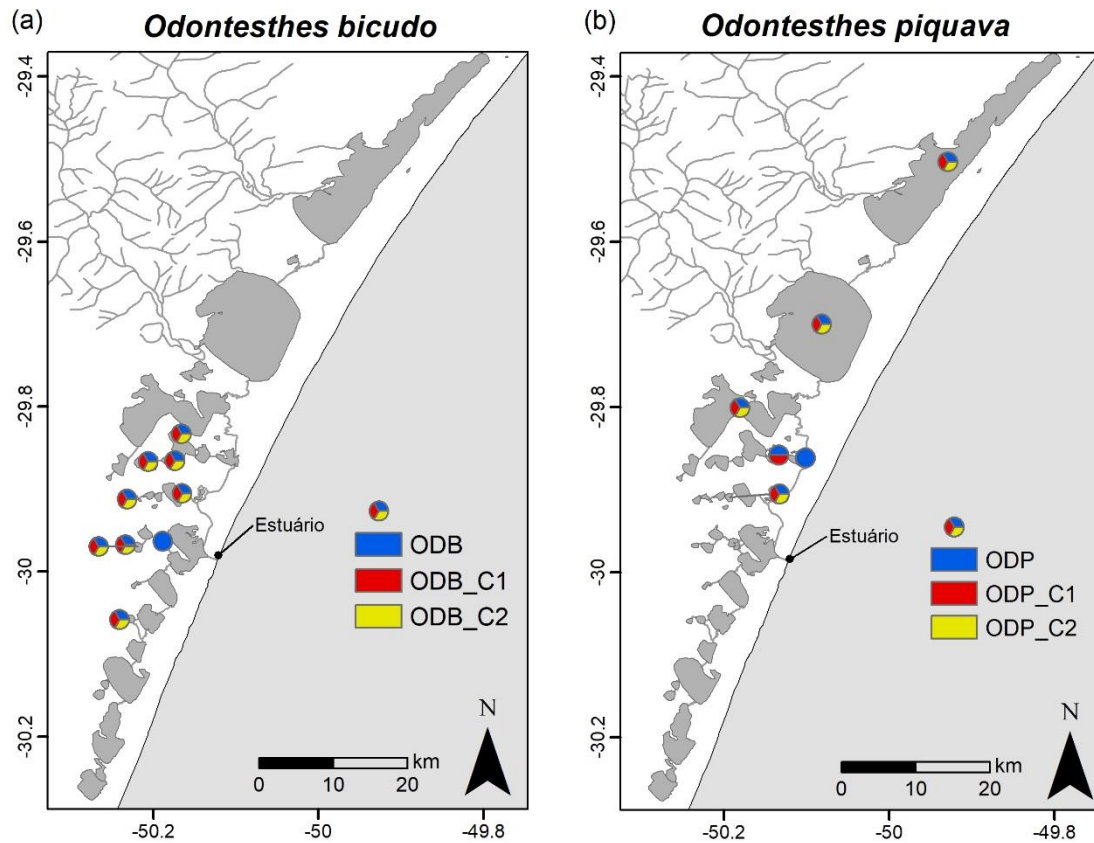 (a)
Odontesthes bicudo
-29.4
-29.6
-29.8
-30
-30.2
Estuário
ODB
ODB_C1
ODB_C2
N
km
0 10 20
-50.2 -50 -49.8
(b)
Odontesthes piquava
-29.4
-29.6
-29.8
-30
-30.2
Estuário
ODP
ODP_C1
ODP_C2
N
km
0 10 20
-50.2 -50 -49.8